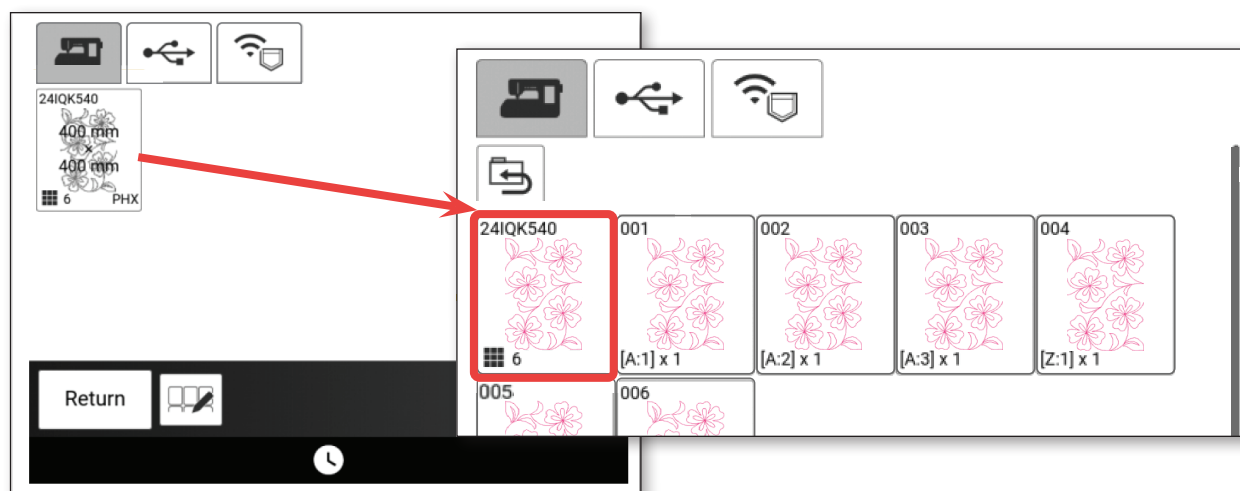 24IQK540
400 mm
×
400 mm
6 PHX
Return
24IQK540 001 002 003 004
6 [A:1] x 1 [A:2] x 1 [A:3] x 1 [Z:1] x 1
005 006